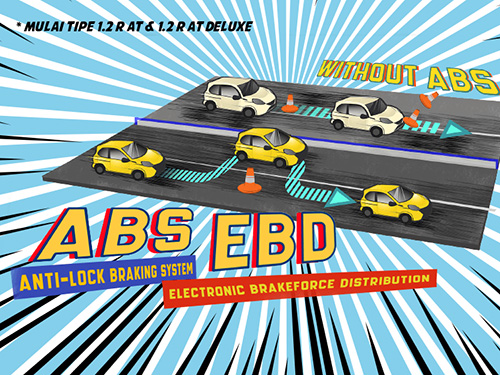 * MULAI TIPE 1.2 R AT & 1.2 R AT DELUXE
WITHOUT ABS
ABS
ANTI-LOCK BRAKING SYSTEM
EBD
ELECTRONIC BRAKEFORCE DISTRIBUTION